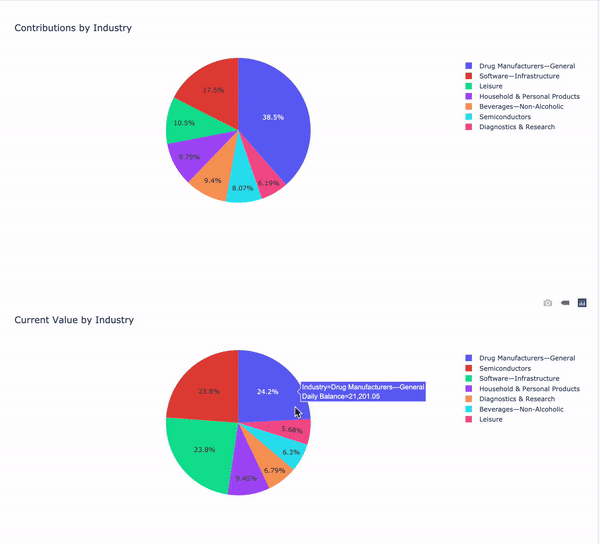 Contributions by Industry
17.5%
38.5%
10.5%
9.79%
9.4%
8.07%
6.19%
Drug Manufacturers—General
Software—Infrastructure
Leisure
Household & Personal Products
Beverages—Non-Alcoholic
Semiconductors
Diagnostics & Research
Current Value by Industry
23.8%
24.2%
Industry=Drug Manufacturers—General
Daily Balance=21,201.05
23.8%
5.68%
6.3%
6.79%
9.45%
Drug Manufacturers—General
Semiconductors
Software—Infrastructure
Household & Personal Products
Diagnostics & Research
Beverages—Non-Alcoholic
Leisure